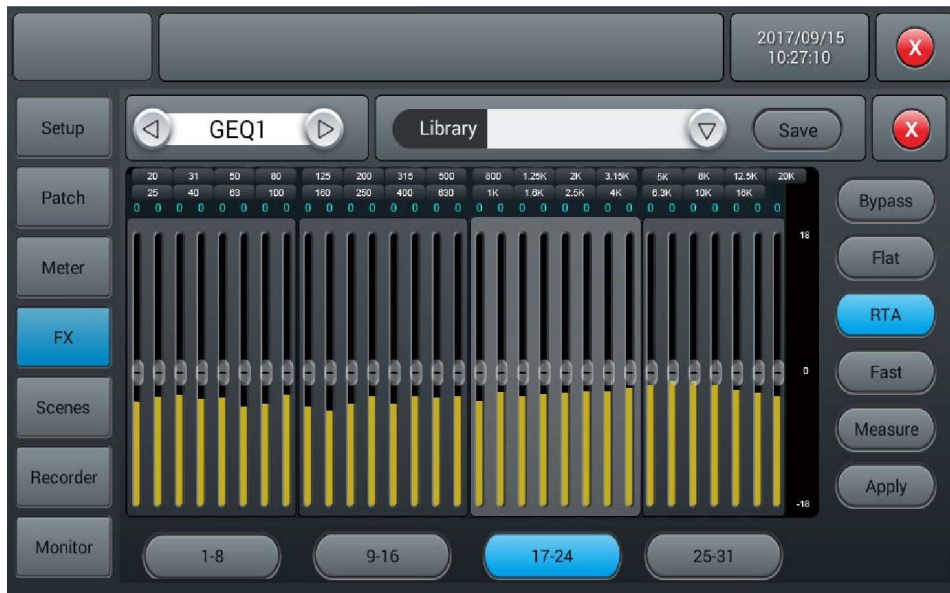 2017/09/15
10:27:10
X
Setup
Patch
Meter
FX
Scenes
Recorder
Monitor
GEQ1
Library
Save
X
20 31 50 80 125 200 315 500 800 1.25K 2K 3.15K 5K 8K 12.5K 20K
25 40 63 100 160 250 400 630 1K 1.6K 2.5K 4K 6.3K 10K 16K
0 0 0 0 0 0 0 0 0 0 0 0 0 0 0 0 0 0 0 0 0 0 0 0 0 0 0 0 0 0 0
18
0
-18
Bypass
Flat
RTA
Fast
Measure
Apply
1-8
9-16
17-24
25-31